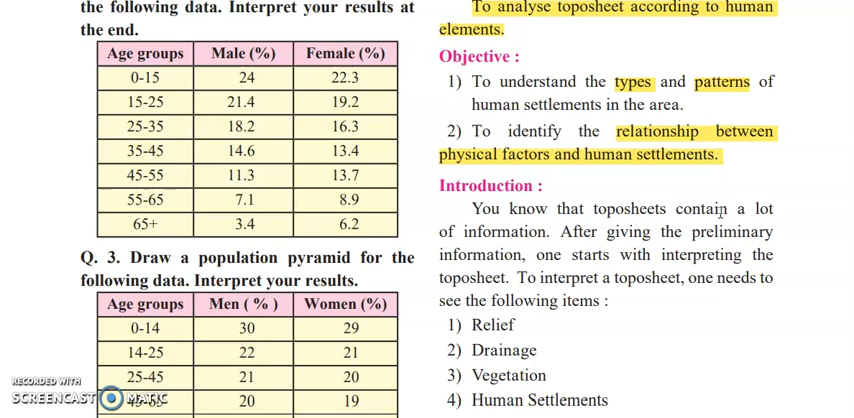 the following data. Interpret your results at
the end.
Age groups Male (%) Female (%)
0-15 24 22.3
15-25 21.4 19.2
25-35 18.2 16.3
35-45 14.6 13.4
45-55 11.3 13.7
55-65 7.1 8.9
65+ 3.4 6.2
Q. 3. Draw a population pyramid for the
following data. Interpret your results.
Age groups Men ( % ) Women (%)
0-14 30 29
14-25 22 21
25-45 21 20
45-65 20 19
To analyse toposheet according to human
elements.
Objective :
1) To understand the types and patterns of
human settlements in the area.
2) To identify the relationship between
physical factors and human settlements.
Introduction :
You know that toposheets contain a lot
of information. After giving the preliminary
information, one starts with interpreting the
toposheet. To interpret a toposheet, one needs to
see the following items :
1) Relief
2) Drainage
3) Vegetation
4) Human Settlements
RECORDED WITH
SCREENCAST MATIC